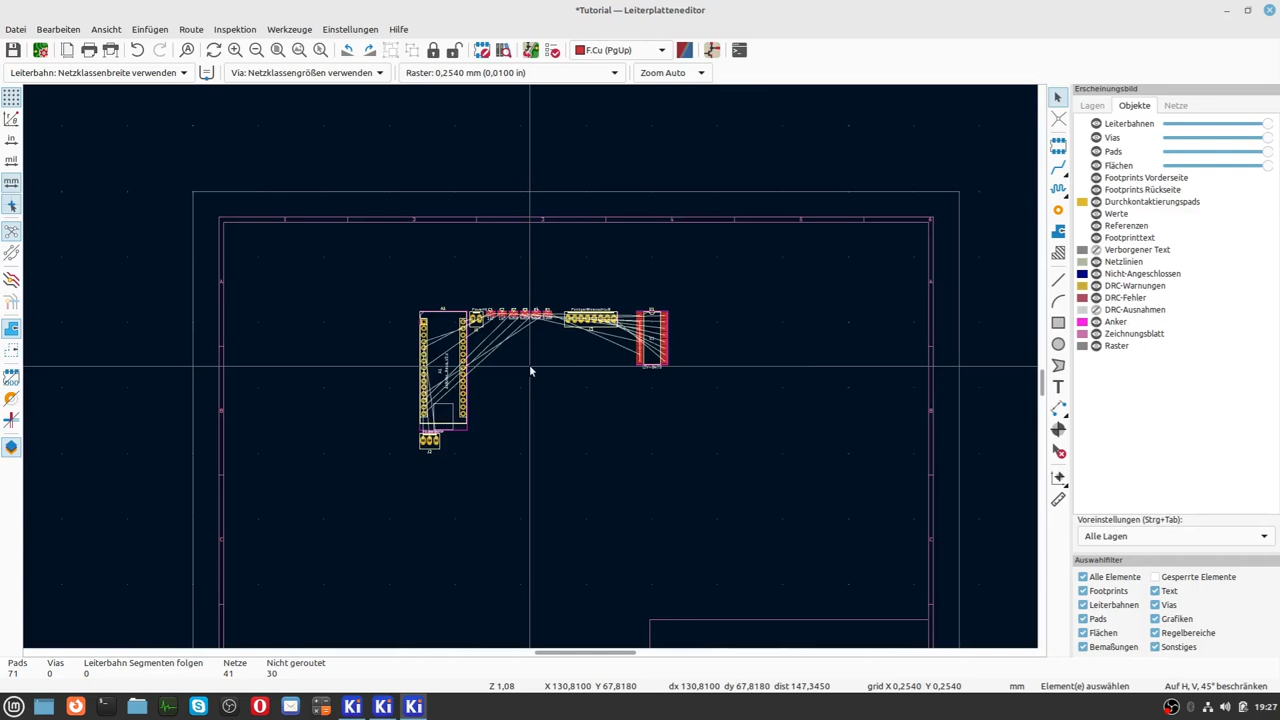 *Tutorial — Leiterplatteneditor
Datei Bearbeiten Ansicht Einfügen Route Inspektion Werkzeuge Einstellungen Hilfe
F.Cu (PgUp)
Leiterbahn: Netzklassenbreite verwenden Via: Netzklassengrößen verwenden Raster: 0,2540 mm (0,0100 in) Zoom Auto
Erscheinungsbild
Lagen Objekte Netze
in
mil
mm
Leiterbahnen
Vias
Pads
Flächen
Footprints Vorderseite
Footprints Rückseite
Durchkontaktierungspads
Werte
Referenzen
Footprinttext
Verborgener Text
Netzlinien
Nicht-Angeschlossen
DRC-Warnungen
DRC-Fehler
DRC-Ausnahmen
Anker
Zeichnungsblatt
Raster
Voreinstellungen (Strg+Tab):
Alle Lagen
Auswahlfilter
Alle Elemente Gesperrte Elemente
Footprints Text
Leiterbahnen Vias
Pads Grafiken
Flächen Regelbereiche
Bemaßungen Sonstiges
Pads Vias Leiterbahn Segmenten folgen Netze Nicht geroutet
71 0 0 41 30
Z 1,08 X 130,8100 Y 67,8180 dx 130,8100 dy 67,8180 dist 147,3450 grid X 0,2540 Y 0,2540 mm Element(e) auswählen Auf H, V, 45° beschränken
Ki Ki Ki 19:27